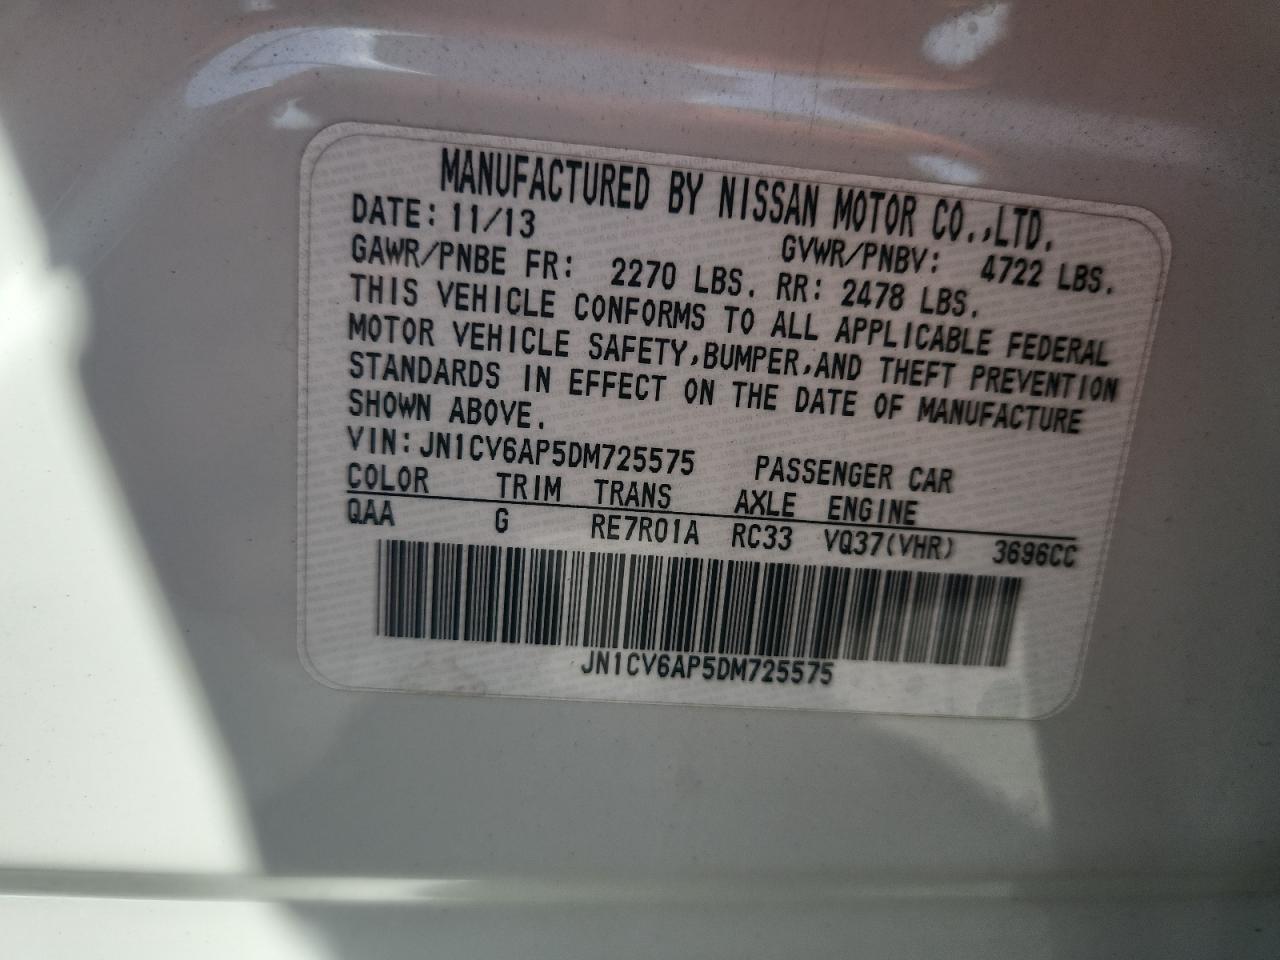 MANUFACTURED BY NISSAN MOTOR CO.,LTD.
DATE: 11/13 GVWR/PNBV: 4722 LBS.
GAWR/PNBE FR: 2270 LBS. RR: 2478 LBS.
THIS VEHICLE CONFORMS TO ALL APPLICABLE FEDERAL
MOTOR VEHICLE SAFETY,BUMPER,AND THEFT PREVENTION
STANDARDS IN EFFECT ON THE DATE OF MANUFACTURE
SHOWN ABOVE.
VIN: JN1CV6AP5DM725575 PASSENGER CAR
COLOR TRIM TRANS AXLE ENGINE
QAA G RE7R01A RC33 VQ37(VHR) 3696CC
JN1CV6AP5DM725575